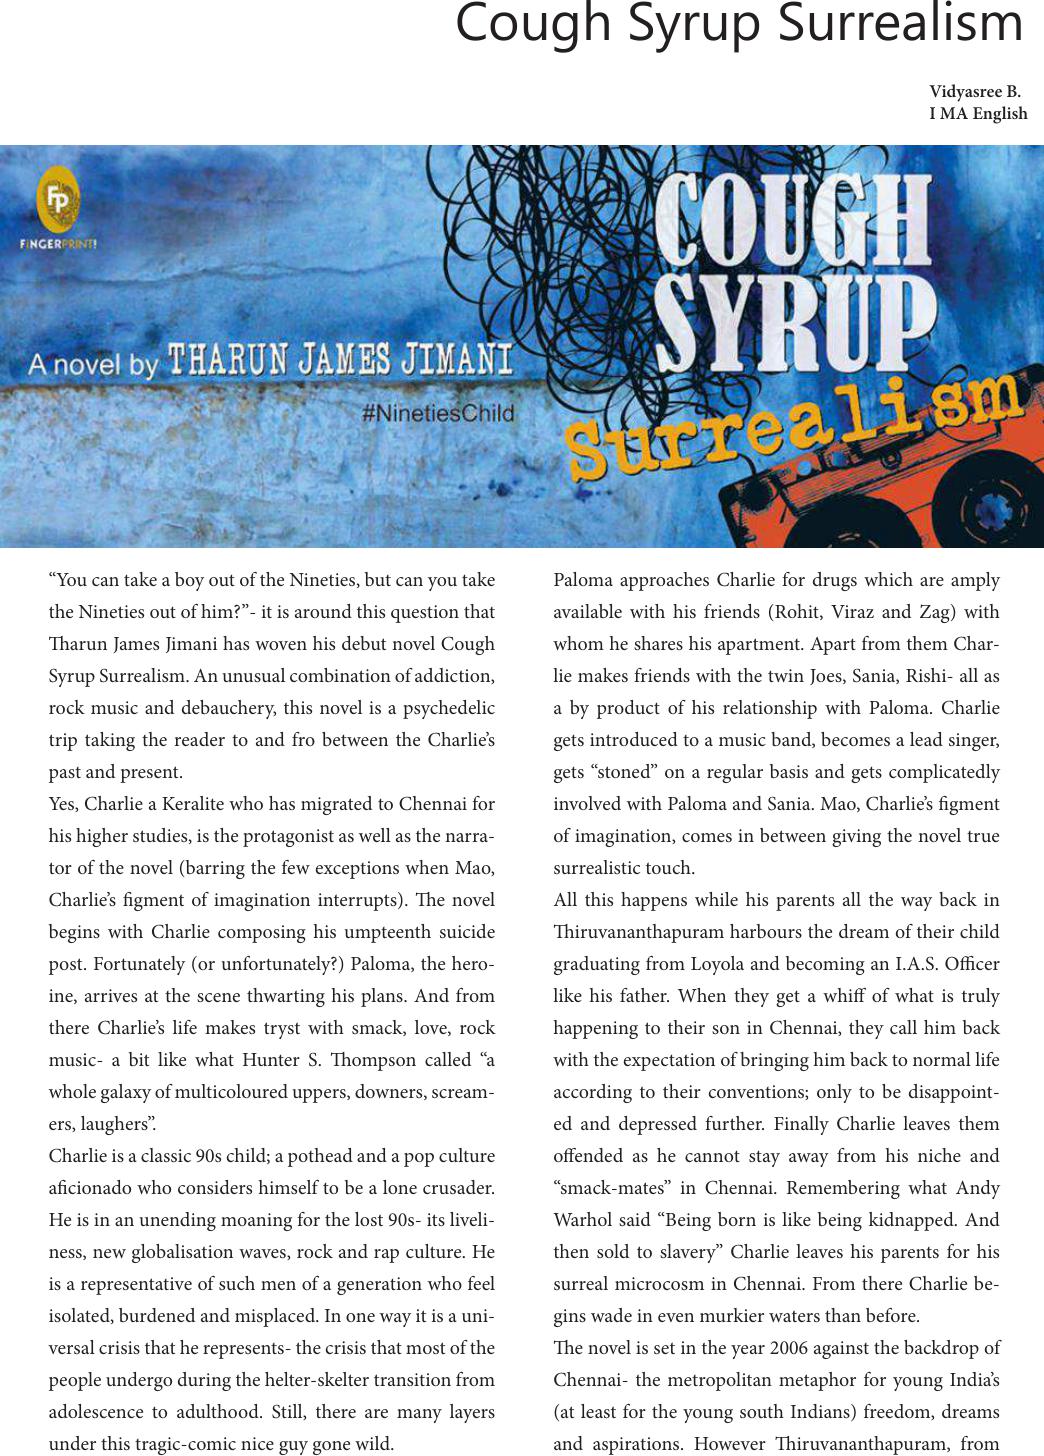 Cough Syrup Surrealism
Vidyasree B.
I MA English
FP
FINGERPRINT!
COUGH
SYRUP
Surrealism
A novel by THARUN JAMES JIMANI
#NinetiesChild
“You can take a boy out of the Nineties, but can you take
the Nineties out of him?”- it is around this question that
Tharun James Jimani has woven his debut novel Cough
Syrup Surrealism. An unusual combination of addiction,
rock music and debauchery, this novel is a psychedelic
trip taking the reader to and fro between the Charlie’s
past and present.
Yes, Charlie a Keralite who has migrated to Chennai for
his higher studies, is the protagonist as well as the narra-
tor of the novel (barring the few exceptions when Mao,
Charlie’s figment of imagination interrupts). The novel
begins with Charlie composing his umpteenth suicide
post. Fortunately (or unfortunately?) Paloma, the hero-
ine, arrives at the scene thwarting his plans. And from
there Charlie’s life makes tryst with smack, love, rock
music- a bit like what Hunter S. Thompson called “a
whole galaxy of multicoloured uppers, downers, scream-
ers, laughers”.
Charlie is a classic 90s child; a pothead and a pop culture
aficionado who considers himself to be a lone crusader.
He is in an unending moaning for the lost 90s- its liveli-
ness, new globalisation waves, rock and rap culture. He
is a representative of such men of a generation who feel
isolated, burdened and misplaced. In one way it is a uni-
versal crisis that he represents- the crisis that most of the
people undergo during the helter-skelter transition from
adolescence to adulthood. Still, there are many layers
under this tragic-comic nice guy gone wild.
Paloma approaches Charlie for drugs which are amply
available with his friends (Rohit, Viraz and Zag) with
whom he shares his apartment. Apart from them Char-
lie makes friends with the twin Joes, Sania, Rishi- all as
a by product of his relationship with Paloma. Charlie
gets introduced to a music band, becomes a lead singer,
gets “stoned” on a regular basis and gets complicatedly
involved with Paloma and Sania. Mao, Charlie’s figment
of imagination, comes in between giving the novel true
surrealistic touch.
All this happens while his parents all the way back in
Thiruvananthapuram harbours the dream of their child
graduating from Loyola and becoming an I.A.S. Officer
like his father. When they get a whiff of what is truly
happening to their son in Chennai, they call him back
with the expectation of bringing him back to normal life
according to their conventions; only to be disappoint-
ed and depressed further. Finally Charlie leaves them
offended as he cannot stay away from his niche and
“smack-mates” in Chennai. Remembering what Andy
Warhol said “Being born is like being kidnapped. And
then sold to slavery” Charlie leaves his parents for his
surreal microcosm in Chennai. From there Charlie be-
gins wade in even murkier waters than before.
The novel is set in the year 2006 against the backdrop of
Chennai- the metropolitan metaphor for young India’s
(at least for the young south Indians) freedom, dreams
and aspirations. However Thiruvananthapuram, from